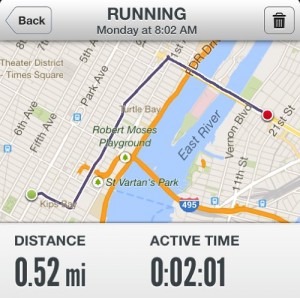 Back
RUNNING
Monday at 8:02 AM
Theater District
- Times Square
6th Ave
Fifth Ave
Park Ave
1st
FDR Drive
Turtle Bay
Robert Moses
Playground
East River
Vernon Blvd
21st St
11th St
St Vartan's Park
Kips Bay
495
DISTANCE
ACTIVE TIME
0.52 mi
0:02:01